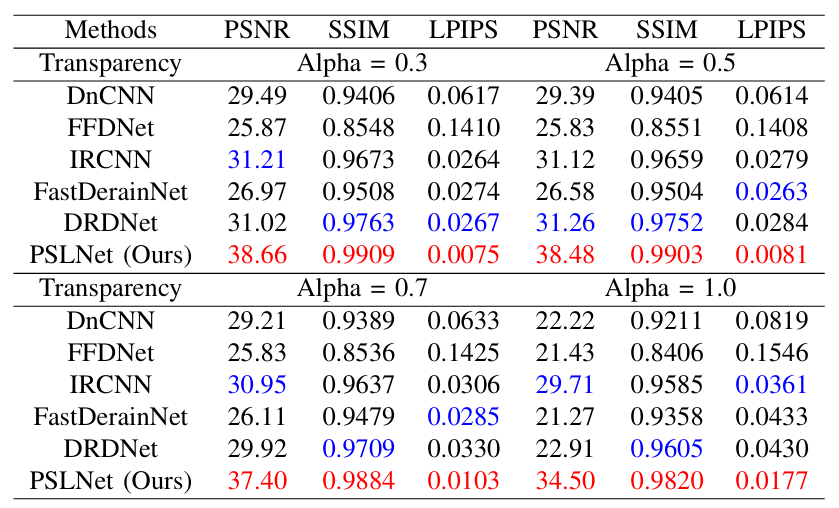 Methods PSNR SSIM LPIPS PSNR SSIM LPIPS
Transparency Alpha = 0.3 Alpha = 0.5
DnCNN 29.49 0.9406 0.0617 29.39 0.9405 0.0614
FFDNet 25.87 0.8548 0.1410 25.83 0.8551 0.1408
IRCNN 31.21 0.9673 0.0264 31.12 0.9659 0.0279
FastDerainNet 26.97 0.9508 0.0274 26.58 0.9504 0.0263
DRDNet 31.02 0.9763 0.0267 31.26 0.9752 0.0284
PSLNet (Ours) 38.66 0.9909 0.0075 38.48 0.9903 0.0081
Transparency Alpha = 0.7 Alpha = 1.0
DnCNN 29.21 0.9389 0.0633 22.22 0.9211 0.0819
FFDNet 25.83 0.8536 0.1425 21.43 0.8406 0.1546
IRCNN 30.95 0.9637 0.0306 29.71 0.9585 0.0361
FastDerainNet 26.11 0.9479 0.0285 21.27 0.9358 0.0433
DRDNet 29.92 0.9709 0.0330 22.91 0.9605 0.0430
PSLNet (Ours) 37.40 0.9884 0.0103 34.50 0.9820 0.0177